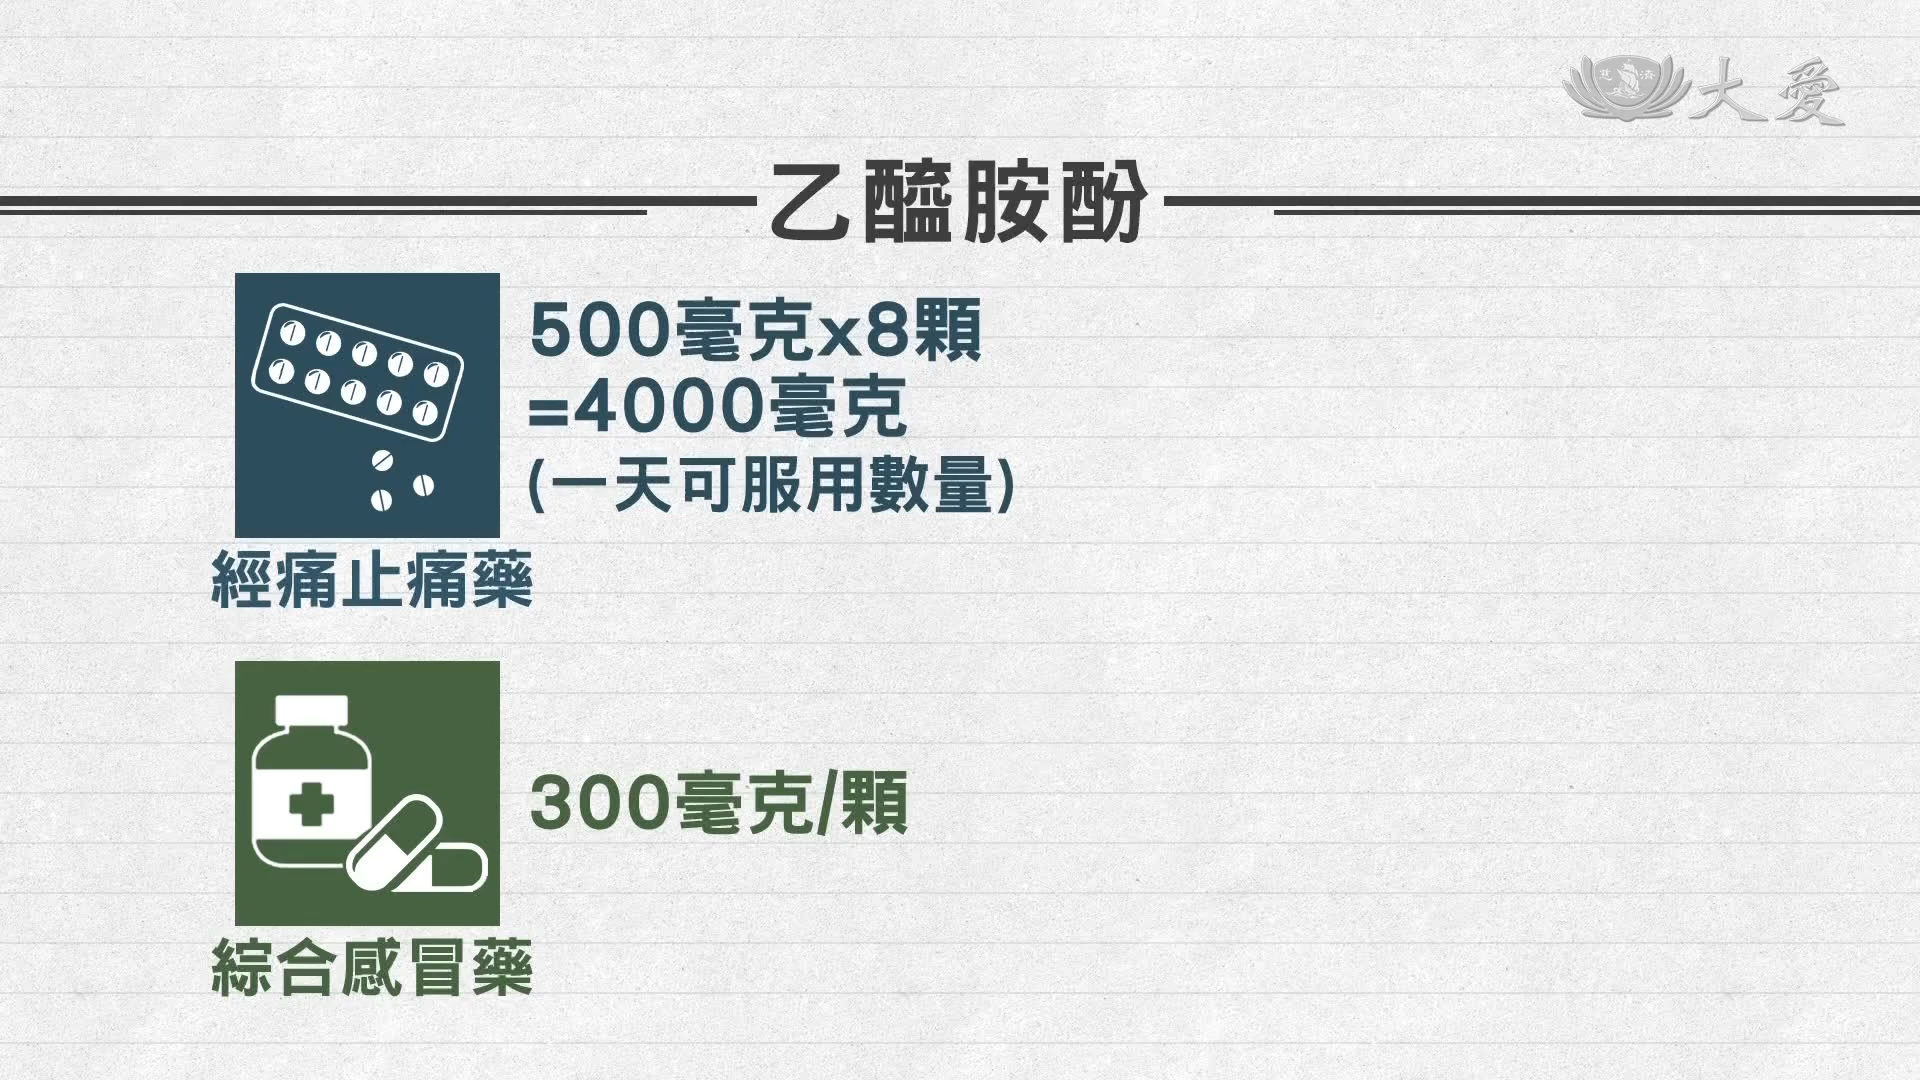 慈濟
大愛
乙醯胺酚
500毫克x8顆
=4000毫克
(一天可服用數量)
經痛止痛藥
300毫克/顆
綜合感冒藥